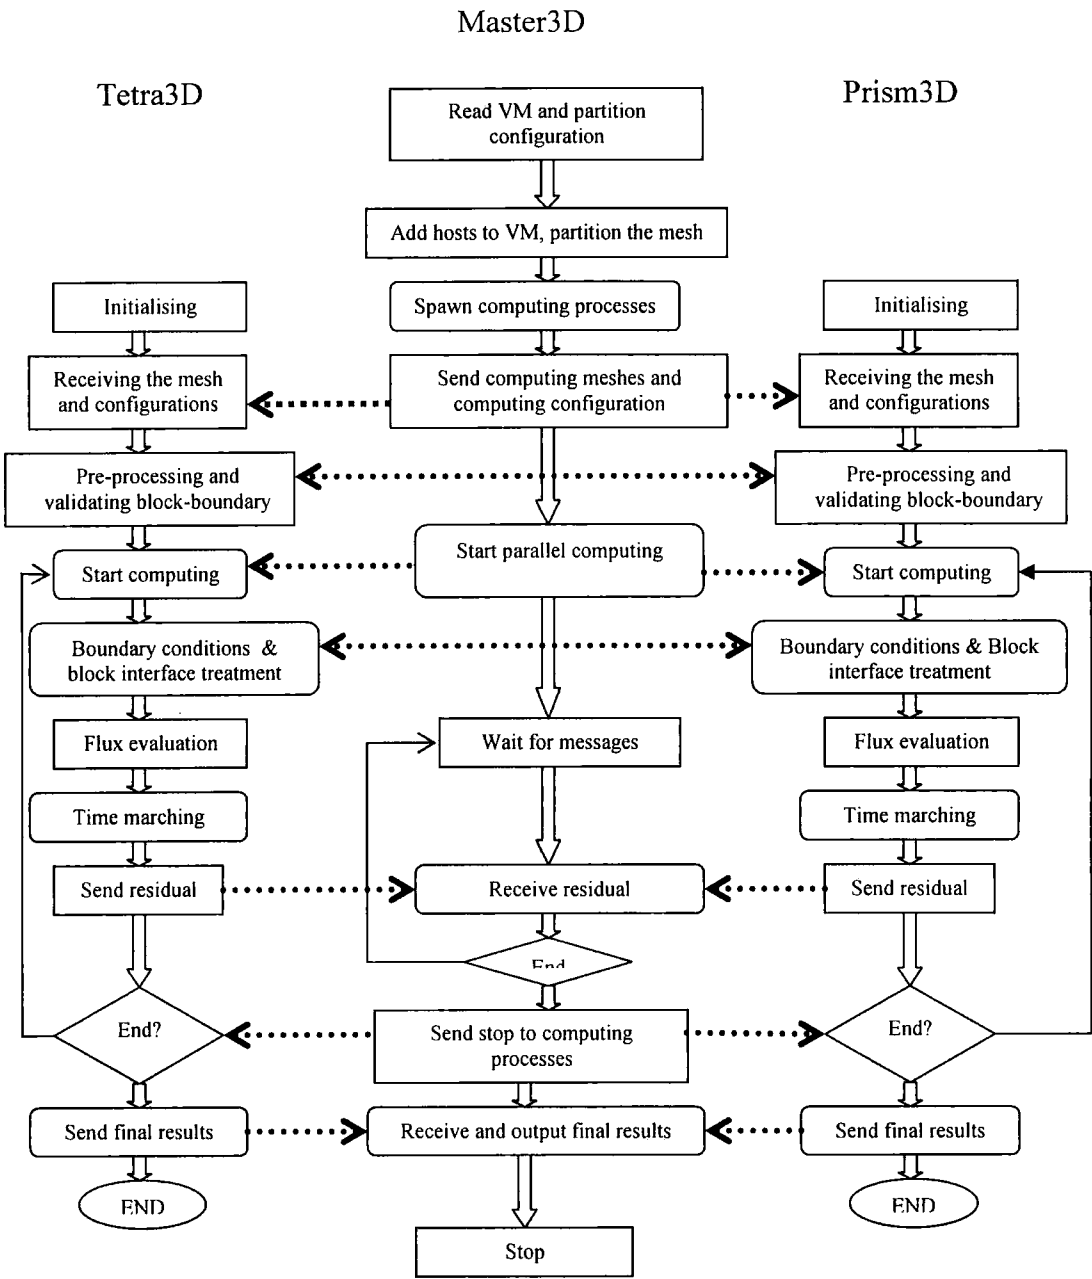 Master3D
Tetra3D
Prism3D
Read VM and partition
configuration
Add hosts to VM, partition the mesh
Spawn computing processes
Initialising
Initialising
Receiving the mesh
and configurations
Send computing meshes and
computing configuration
Receiving the mesh
and configurations
Pre-processing and
validating block-boundary
Pre-processing and
validating block-boundary
Start computing
Start parallel computing
Start computing
Boundary conditions &
block interface treatment
Boundary conditions & Block
interface treatment
Flux evaluation
Wait for messages
Flux evaluation
Time marching
Time marching
Send residual
Receive residual
Send residual
End
End?
Send stop to computing
processes
End?
Send final results
Receive and output final results
Send final results
END
END
Stop